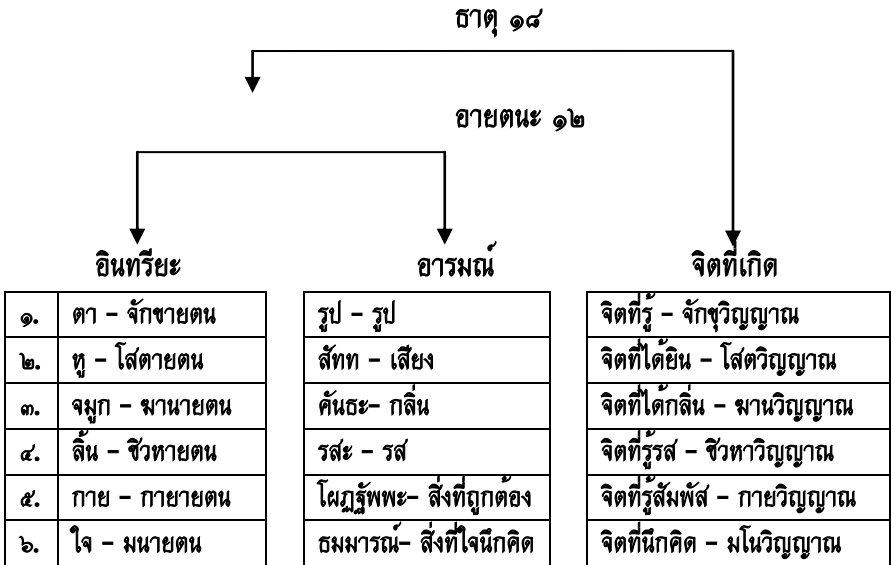 ธาตุ ๑๘
อายตนะ ๑๒
อินทรียะ อารมณ์ จิตที่เกิด
๑. ตา – จักขายตน รูป – รูป จิตที่รู้ – จักขุวิญญาณ
๒. หู – โสตายตน สัทท – เสียง จิตที่ได้ยิน – โสตวิญญาณ
๓. จมูก – ฆานายตน คันธะ– กลิ่น จิตที่ได้กลิ่น – ฆานวิญญาณ
๔. ลิ้น – ชิวหายตน รสะ – รส จิตที่รู้รส – ชิวหาวิญญาณ
๕. กาย – กายายตน โผฏฐัพพะ– สิ่งที่ถูกต้อง จิตที่รู้สัมพัส – กายวิญญาณ
๖. ใจ – มนายตน ธมมารณ์– สิ่งที่ใจนึกคิด จิตที่นึกคิด – มโนวิญญาณ